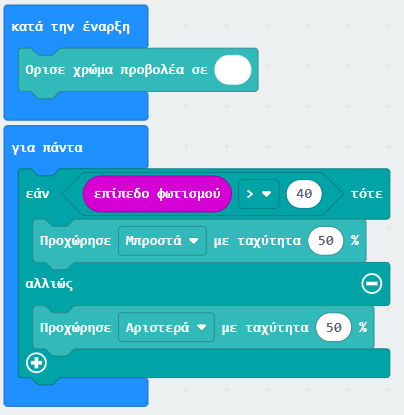 κατά την έναρξη
Ορισε χρώμα προβολέα σε
για πάντα
εάν επίπεδο φωτισμού > 40 τότε
Προχώρησε Μπροστά με ταχύτητα 50 %
αλλιώς
Προχώρησε Αριστερά με ταχύτητα 50 %